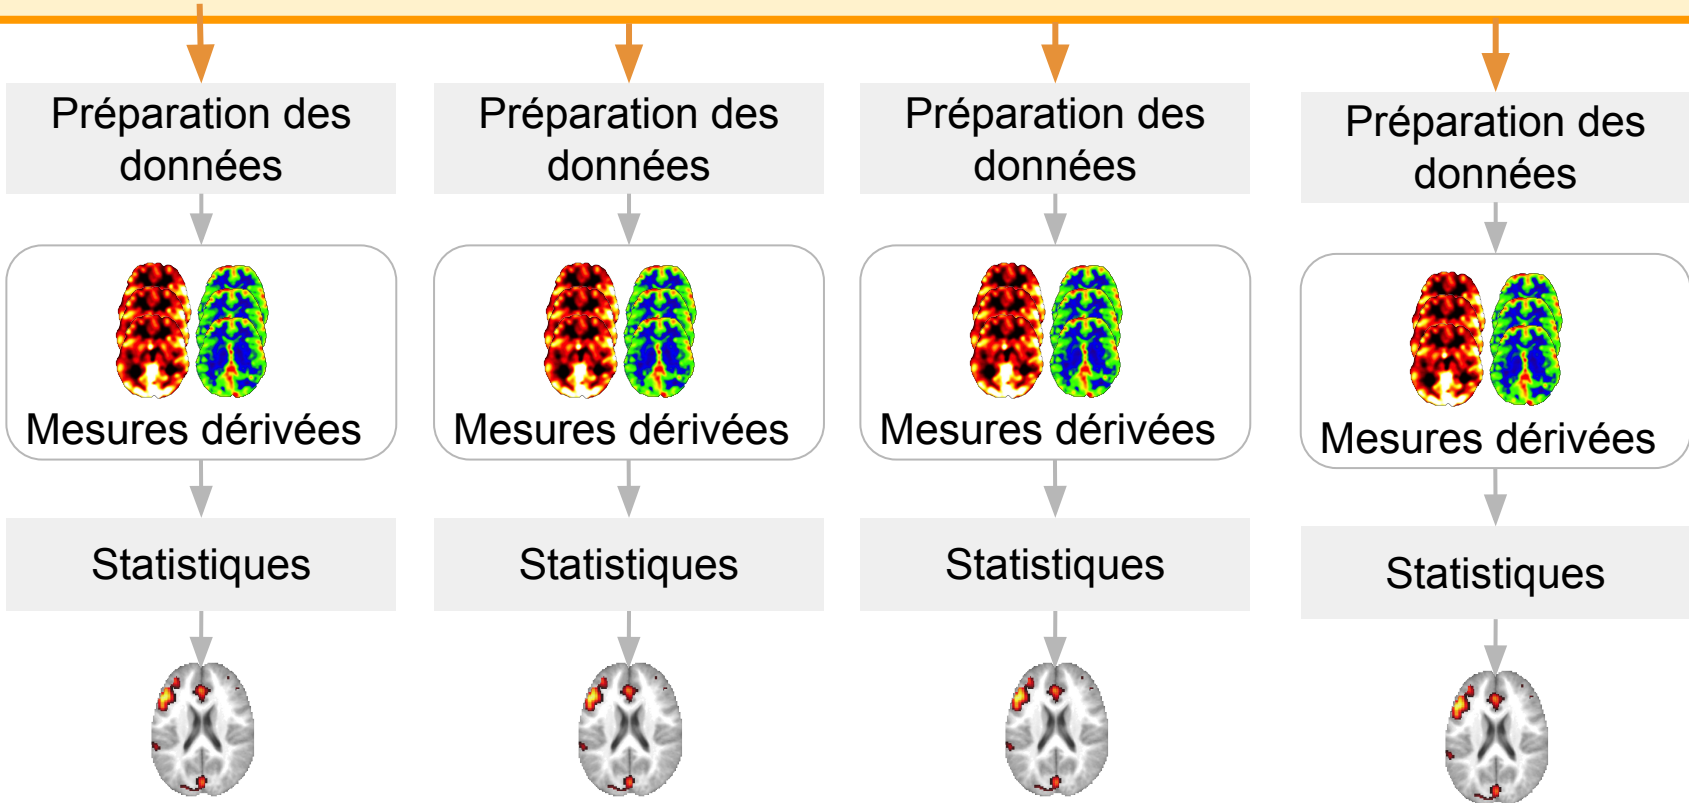 Préparation des
données
Préparation des
données
Préparation des
données
Préparation des
données
Mesures dérivées
Mesures dérivées
Mesures dérivées
Mesures dérivées
Statistiques
Statistiques
Statistiques
Statistiques